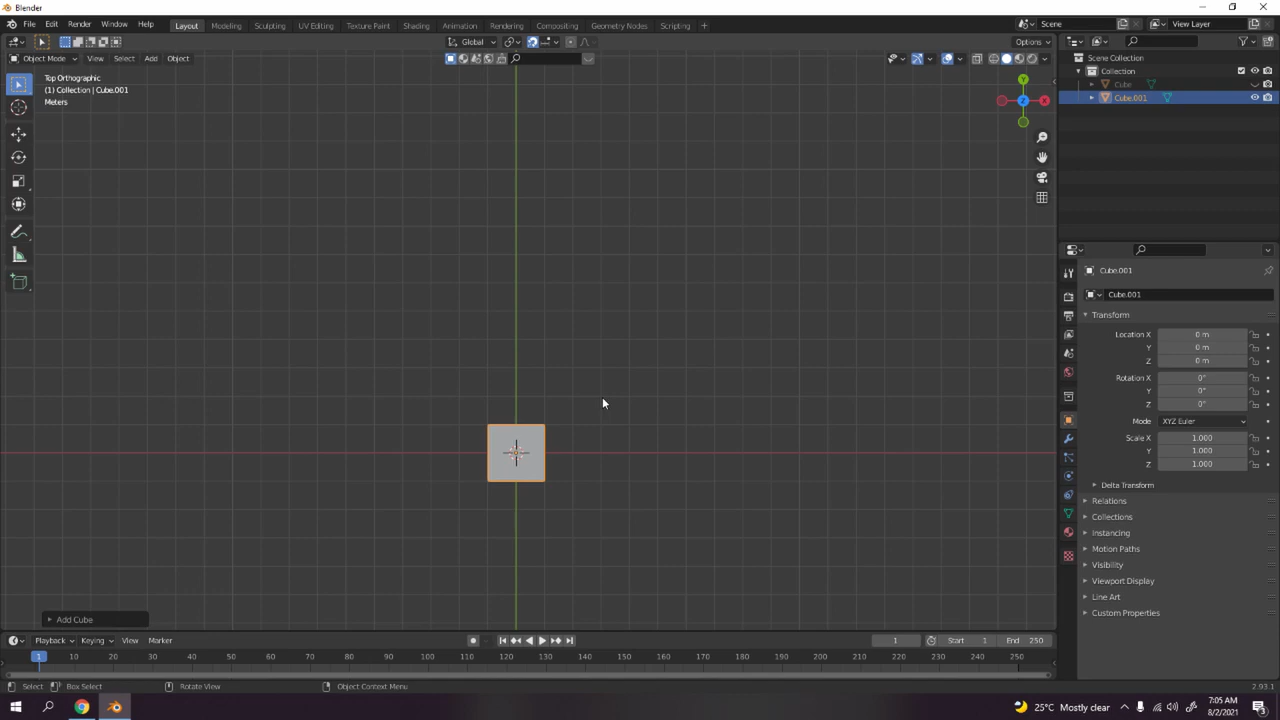 Blender
File Edit Render Window Help Layout Modeling Sculpting UV Editing Texture Paint Shading Animation Rendering Compositing Geometry Nodes Scripting + Scene View Layer
Global Options
Object Mode View Select Add Object
Top Orthographic
(1) Collection | Cube.001
Meters
Y
Z X
Scene Collection
Collection
Cube
Cube.001
Cube.001
Cube.001
Transform
Location X 0 m
Y 0 m
Z 0 m
Rotation X 0°
Y 0°
Z 0°
Mode XYZ Euler
Scale X 1.000
Y 1.000
Z 1.000
Delta Transform
Relations
Collections
Instancing
Motion Paths
Visibility
Viewport Display
Line Art
Custom Properties
Add Cube
Playback Keying View Marker 1 Start 1 End 250
1 10 20 30 40 50 60 70 80 90 100 110 120 130 140 150 160 170 180 190 200 210 220 230 240 250
Select Box Select Rotate View Object Context Menu 2.93.1
25°C Mostly clear 7:05 AM
8/2/2021 3